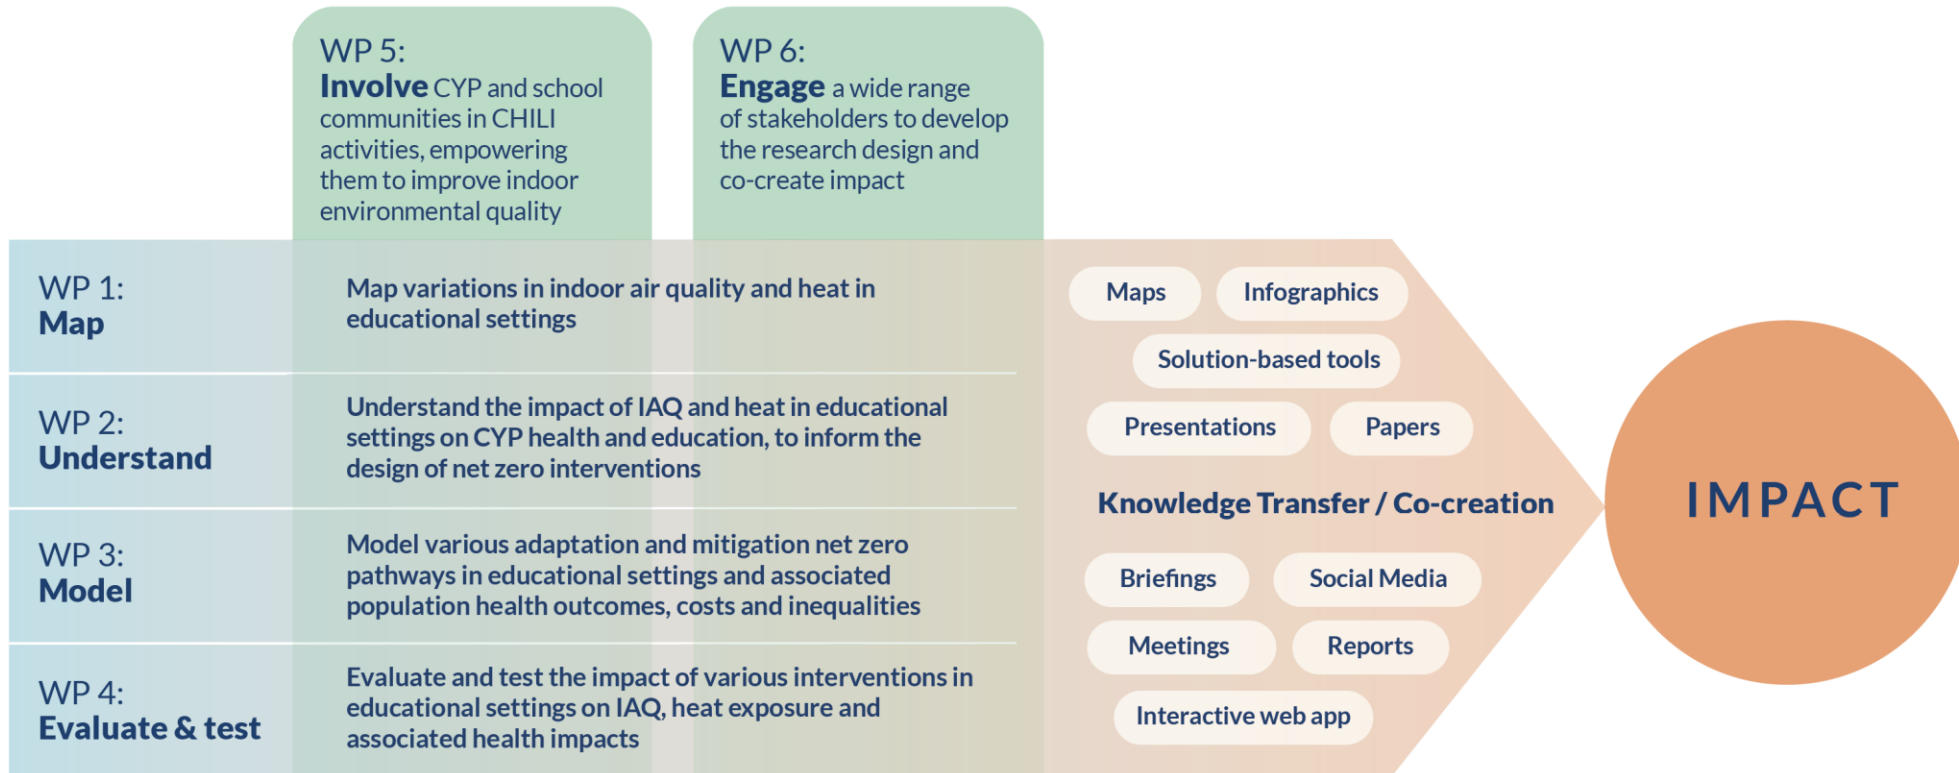 WP 5:
Involve CYP and school
communities in CHILI
activities, empowering
them to improve indoor
environmental quality
WP 6:
Engage a wide range
of stakeholders to develop
the research design and
co-create impact
WP 1:
Map
Map variations in indoor air quality and heat in
educational settings
WP 2:
Understand
Understand the impact of IAQ and heat in educational
settings on CYP health and education, to inform the
design of net zero interventions
WP 3:
Model
Model various adaptation and mitigation net zero
pathways in educational settings and associated
population health outcomes, costs and inequalities
WP 4:
Evaluate & test
Evaluate and test the impact of various interventions in
educational settings on IAQ, heat exposure and
associated health impacts
Maps
Infographics
Solution-based tools
Presentations
Papers
Knowledge Transfer / Co-creation
Briefings
Social Media
Meetings
Reports
Interactive web app
IMPACT